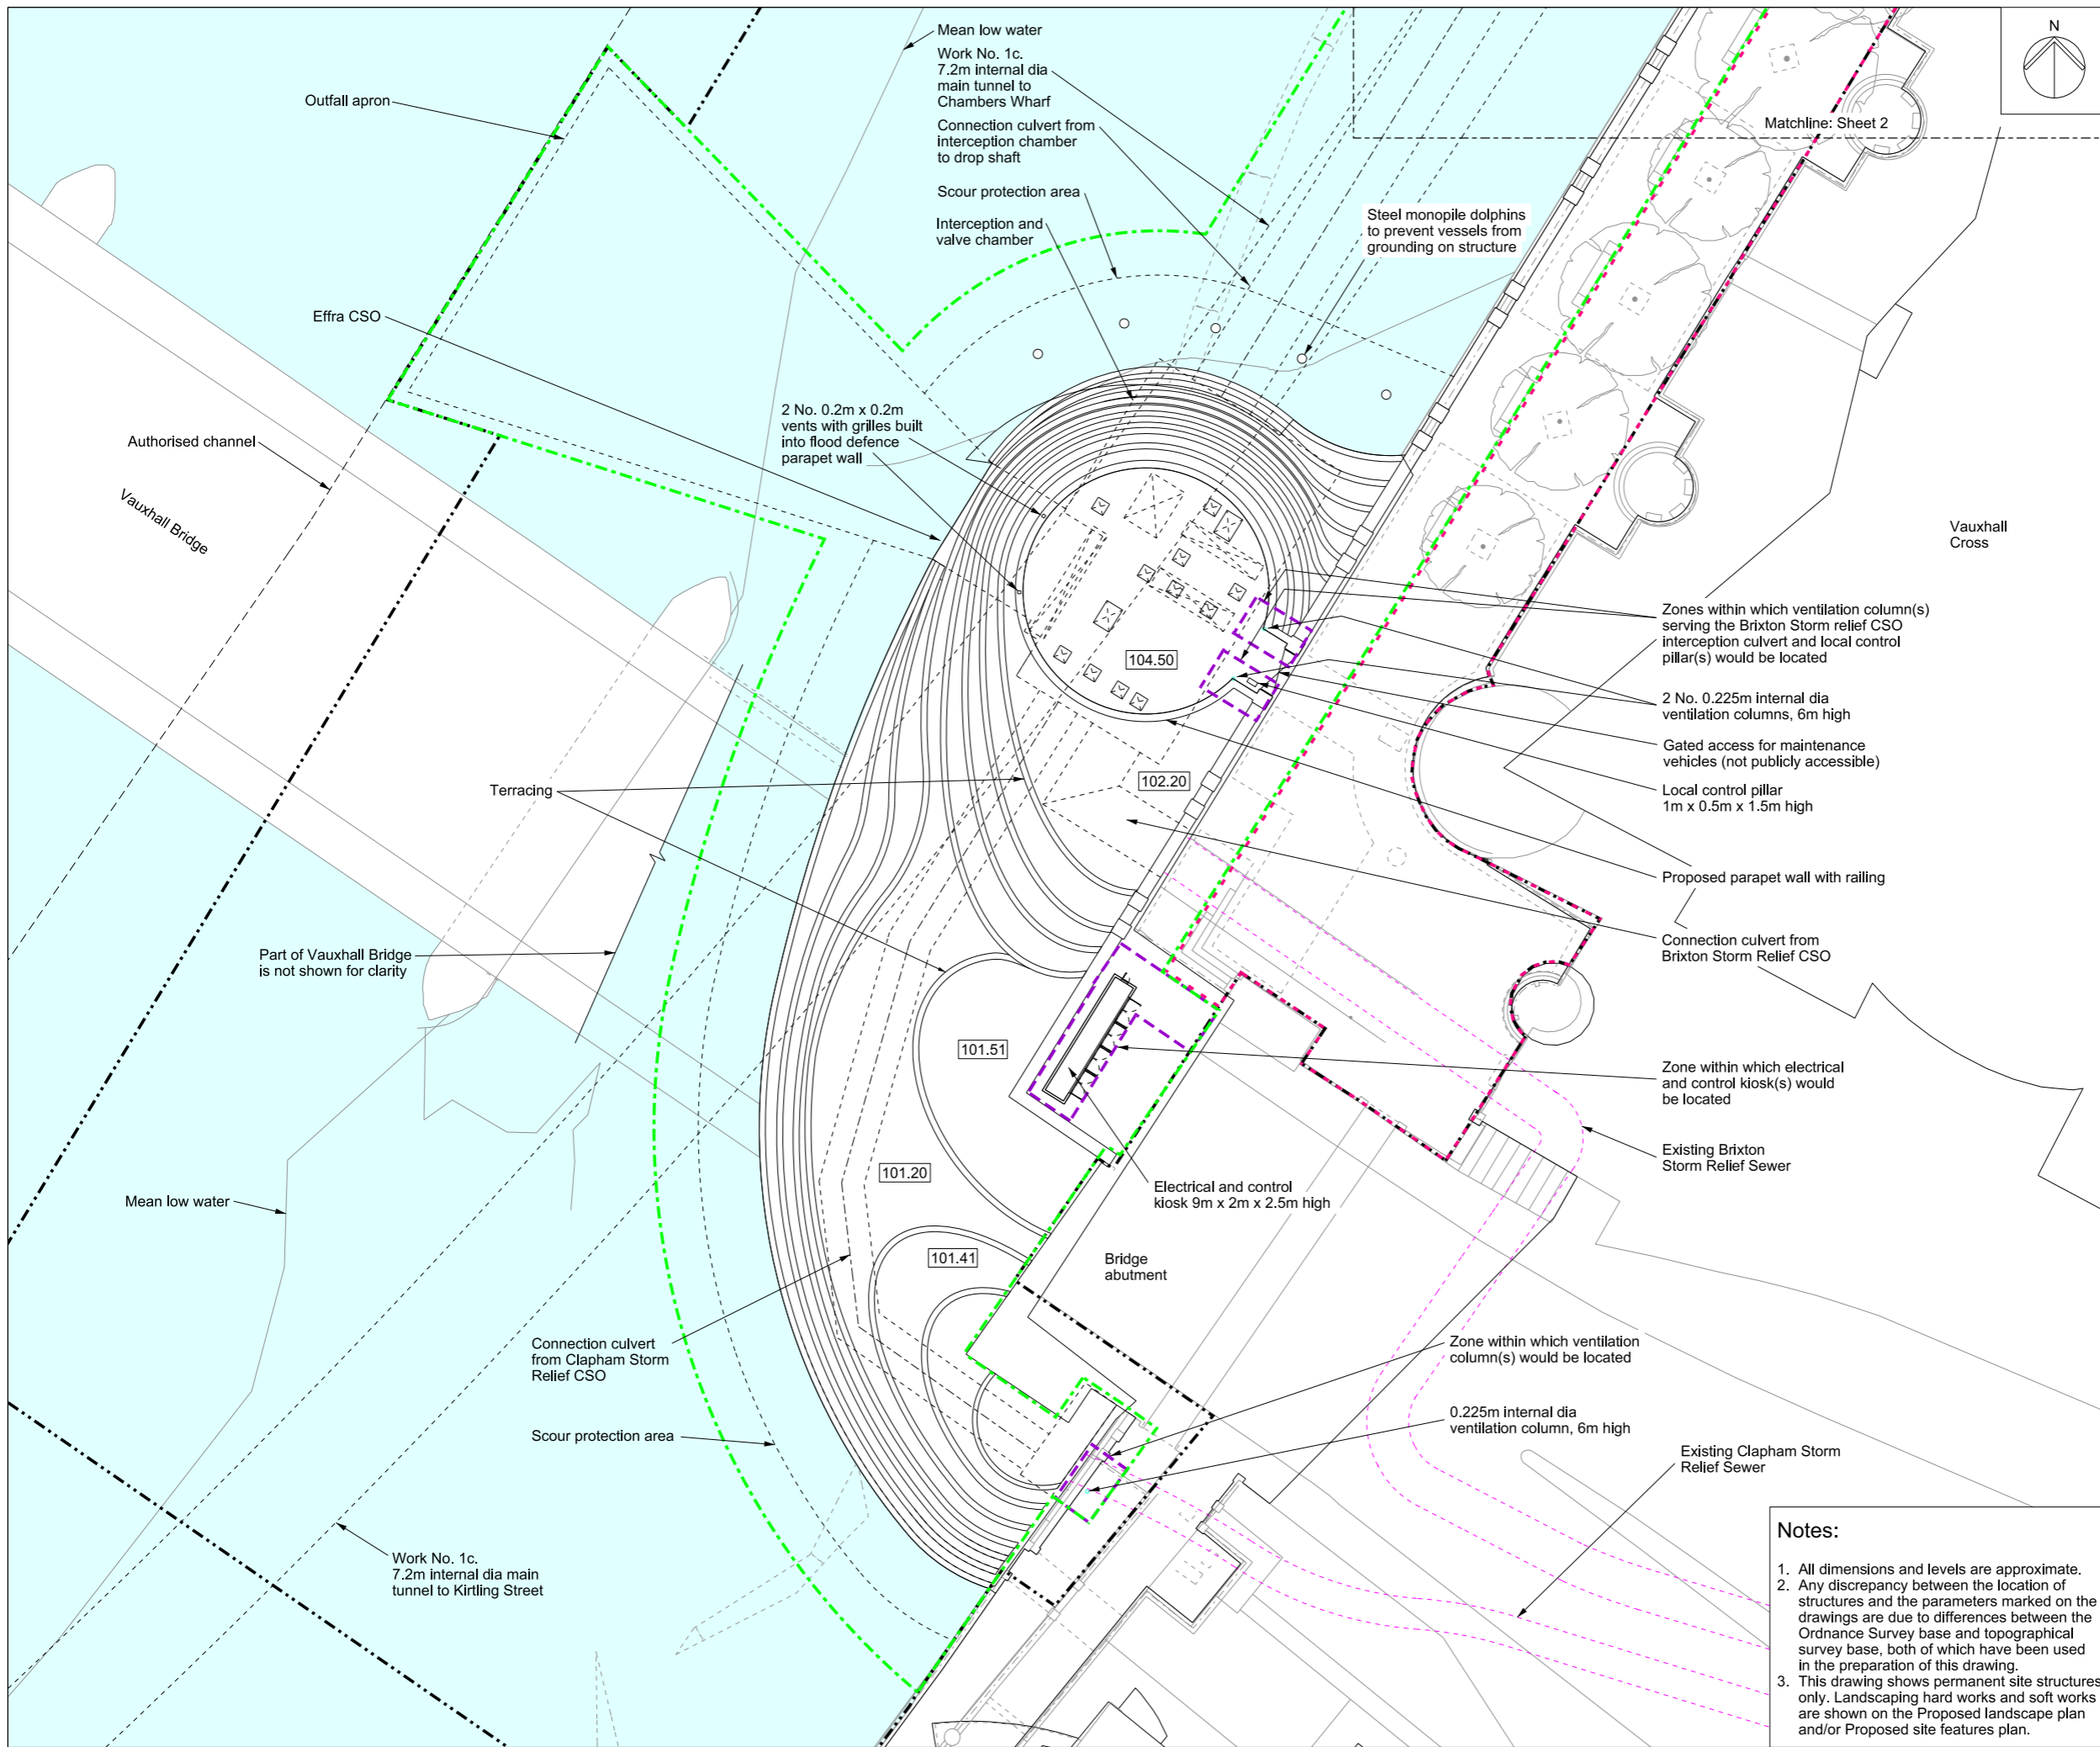 Mean low water
Work No. 1c.
7.2m internal dia
main tunnel to
Chambers Wharf
Connection culvert from
interception chamber
to drop shaft
Scour protection area
Interception and
valve chamber
Outfall apron
N
Matchline: Sheet 2
Steel monopile dolphins
to prevent vessels from
grounding on structure
Effra CSO
2 No. 0.2m x 0.2m
vents with grilles built
into flood defence
parapet wall
Authorised channel
Vauxhall Bridge
Vauxhall
Cross
Zones within which ventilation column(s)
serving the Brixton Storm relief CSO
interception culvert and local control
pillar(s) would be located
104.50
2 No. 0.225m internal dia
ventilation columns, 6m high
Gated access for maintenance
vehicles (not publicly accessible)
102.20
Terracing
Local control pillar
1m x 0.5m x 1.5m high
Proposed parapet wall with railing
Connection culvert from
Brixton Storm Relief CSO
Part of Vauxhall Bridge
is not shown for clarity
101.51
Zone within which electrical
and control kiosk(s) would
be located
Existing Brixton
Storm Relief Sewer
101.20
Mean low water
Electrical and control
kiosk 9m x 2m x 2.5m high
101.41
Bridge
abutment
Connection culvert
from Clapham Storm
Relief CSO
Zone within which ventilation
column(s) would be located
0.225m internal dia
ventilation column, 6m high
Scour protection area
Existing Clapham Storm
Relief Sewer
Work No. 1c.
7.2m internal dia main
tunnel to Kirtling Street
Notes:
1. All dimensions and levels are approximate.
2. Any discrepancy between the location of
structures and the parameters marked on the
drawings are due to differences between the
Ordnance Survey base and topographical
survey base, both of which have been used
in the preparation of this drawing.
3. This drawing shows permanent site structures
only. Landscaping hard works and soft works
are shown on the Proposed landscape plan
and/or Proposed site features plan.